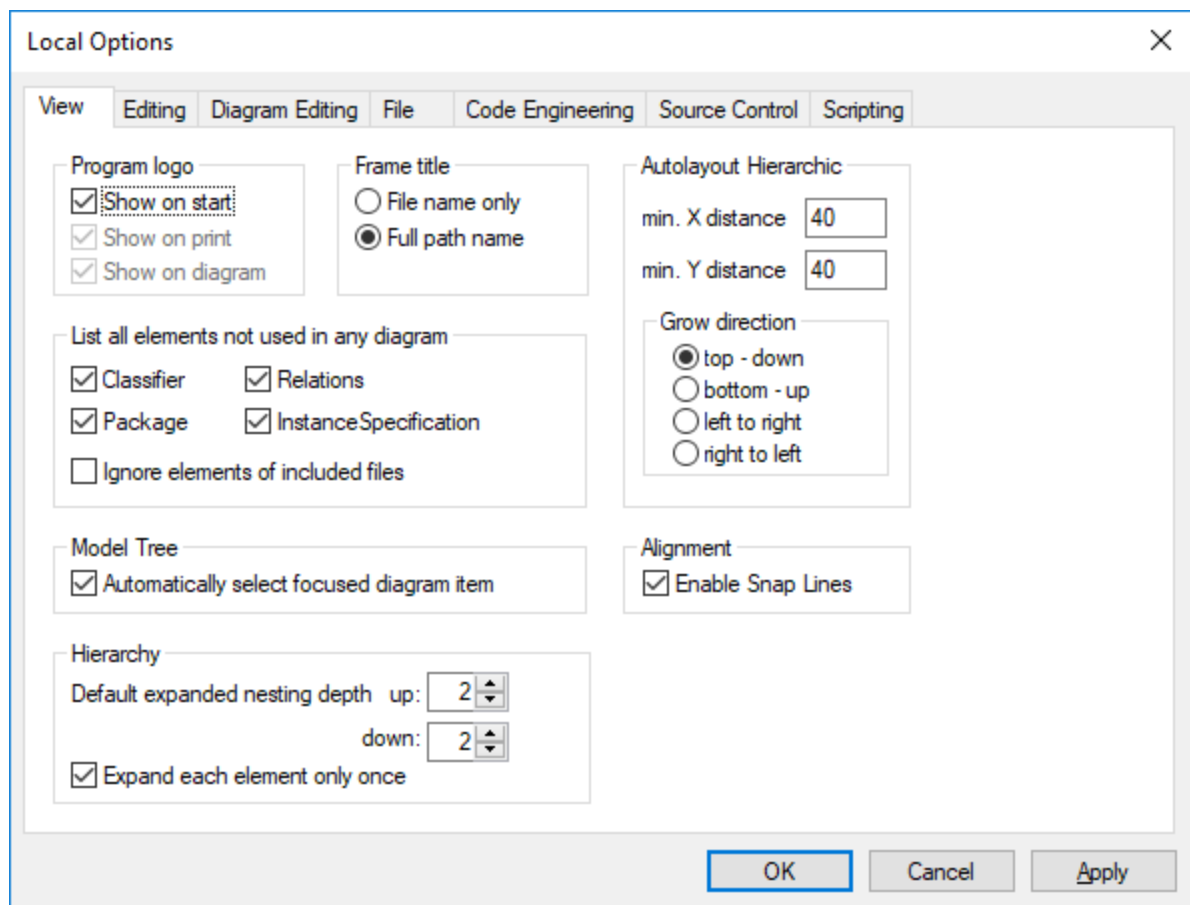 Local Options
View Editing Diagram Editing File Code Engineering Source Control Scripting
Program logo
Show on start
Show on print
Show on diagram
Frame title
File name only
Full path name
Autolayout Hierarchic
min. X distance 40
min. Y distance 40
Grow direction
top - down
bottom - up
left to right
right to left
List all elements not used in any diagram
Classifier Relations
Package InstanceSpecification
Ignore elements of included files
Model Tree
Automatically select focused diagram item
Alignment
Enable Snap Lines
Hierarchy
Default expanded nesting depth up: 2
down: 2
Expand each element only once
OK Cancel Apply